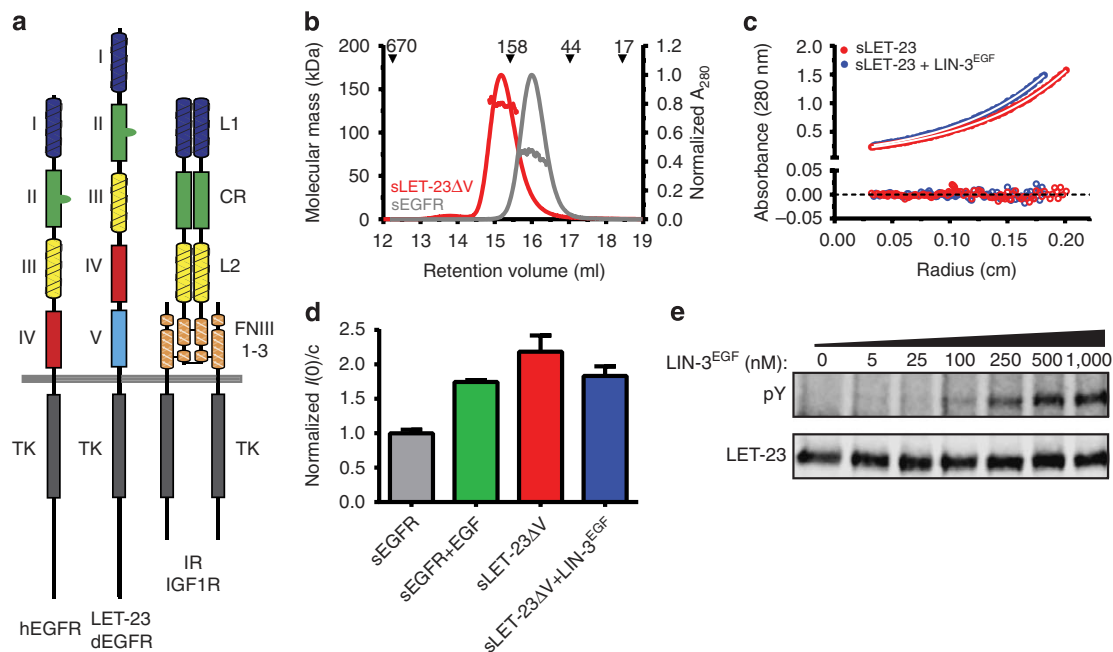 a
I
I
II
L1
II
III
CR
III
IV
L2
IV
V
FNIII
1-3
TK
TK
TK
IR
IGF1R
hEGFR
LET-23
dEGFR
b
670
158
44
17
Molecular mass (kDa)
200
150
100
50
0
Normalized A280
1.2
1.0
0.8
0.6
0.4
0.2
0.0
sLET-23ΔV
sEGFR
12 13 14 15 16 17 18 19
Retention volume (ml)
c
sLET-23
sLET-23 + LIN-3EGF
Absorbance (280 nm)
2.0
1.5
1.0
0.5
0.05
0.00
−0.05
0.00 0.05 0.10 0.15 0.20
Radius (cm)
d
Normalized I(0)/c
2.5
2.0
1.5
1.0
0.5
0.0
sEGFR
sEGFR+EGF
sLET-23ΔV
sLET-23ΔV+LIN-3EGF
e
LIN-3EGF (nM): 0 5 25 100 250 500 1,000
pY
LET-23